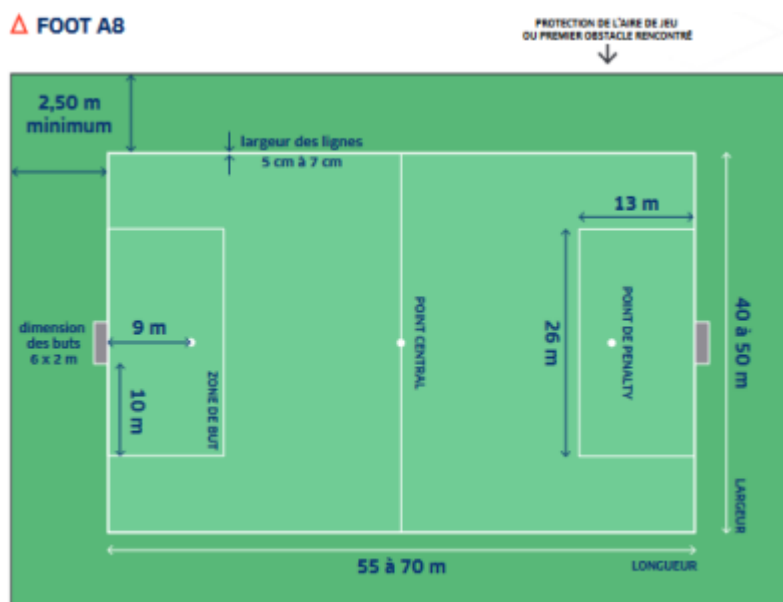 FOOT A8
PROTECTION DE L'AIRE DE JEU
OU PREMIER OBSTACLE RENCONTRÉ
2,50 m
minimum
largeur des lignes
5 cm à 7 cm
13 m
dimension
des buts
6 x 2 m
9 m
10 m
ZONE DE BUT
POINT CENTRAL
26 m
POINT DE PENALTY
40 à 50 m
LARGEUR
55 à 70 m
LONGUEUR